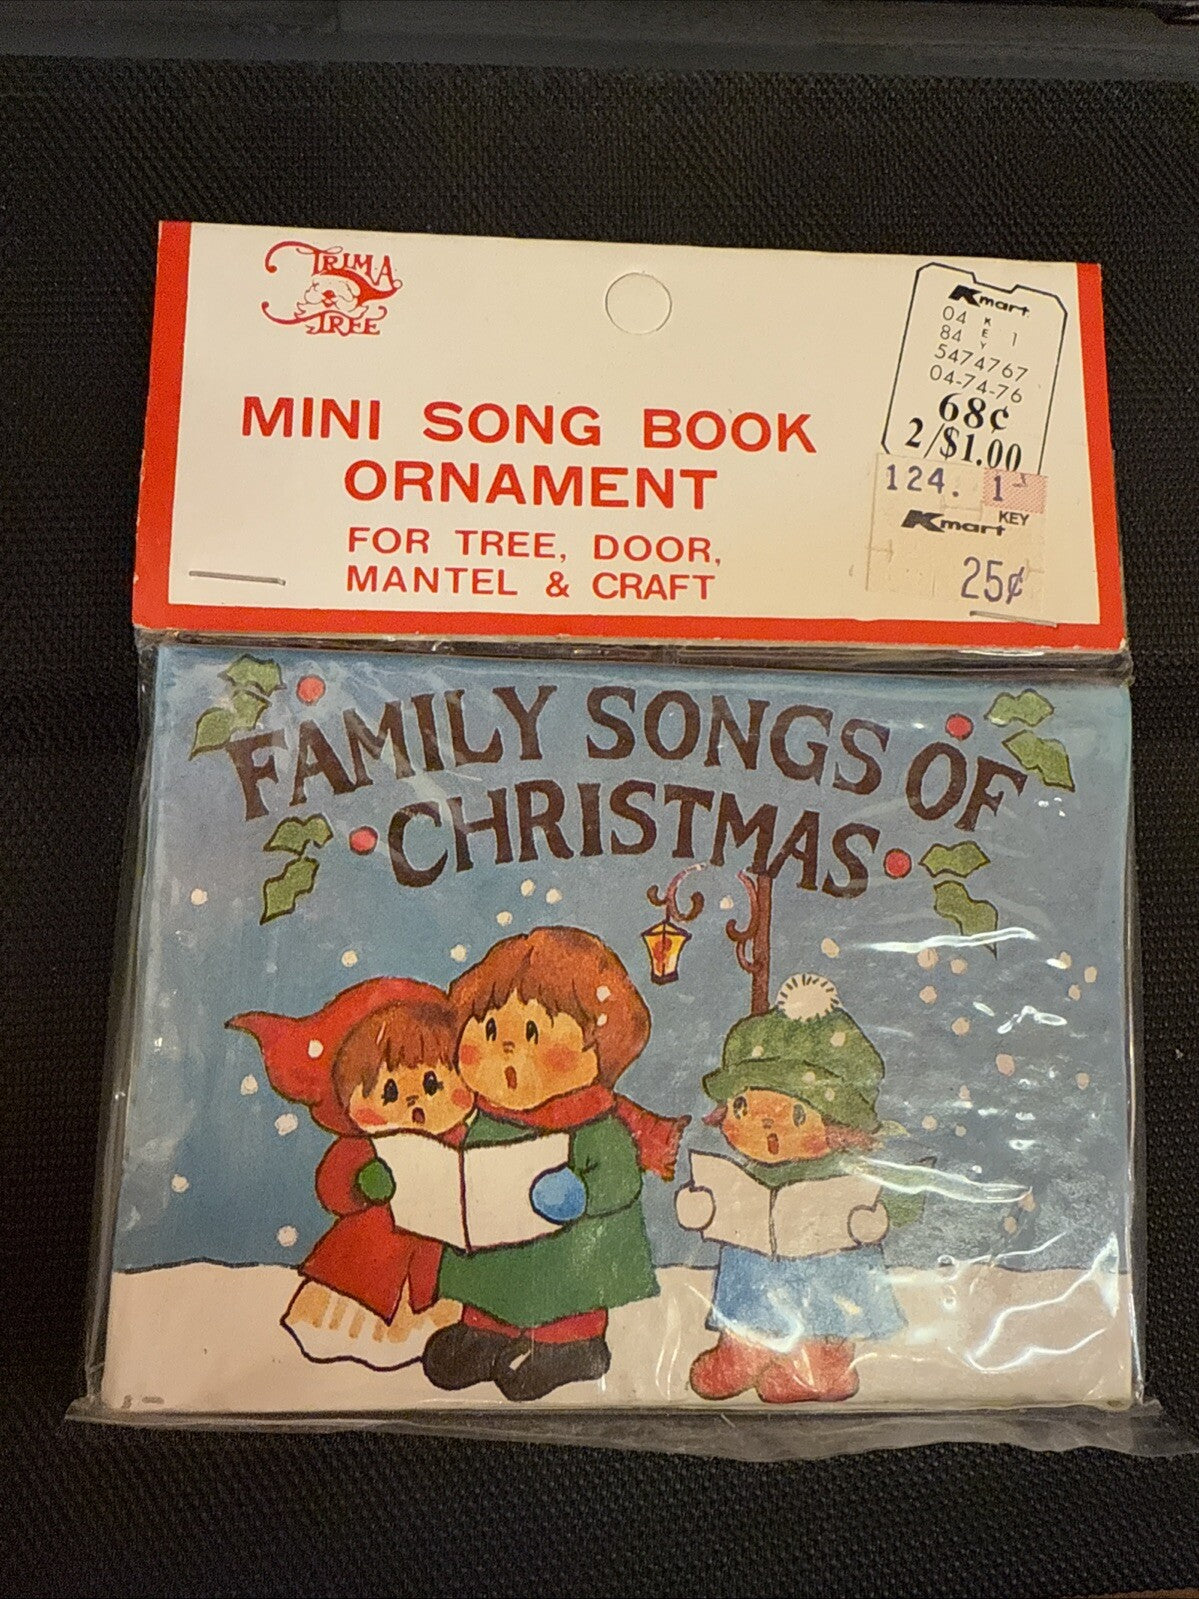 TRIM.A
TREE
MINI SONG BOOK
ORNAMENT
FOR TREE, DOOR,
MANTEL & CRAFT
Kmart
04 K
84 E 1
Y
5474767
04-74-76
68¢
2/$1.00
124. 1
KEY
Kmart
25¢
FAMILY SONGS OF
CHRISTMAS